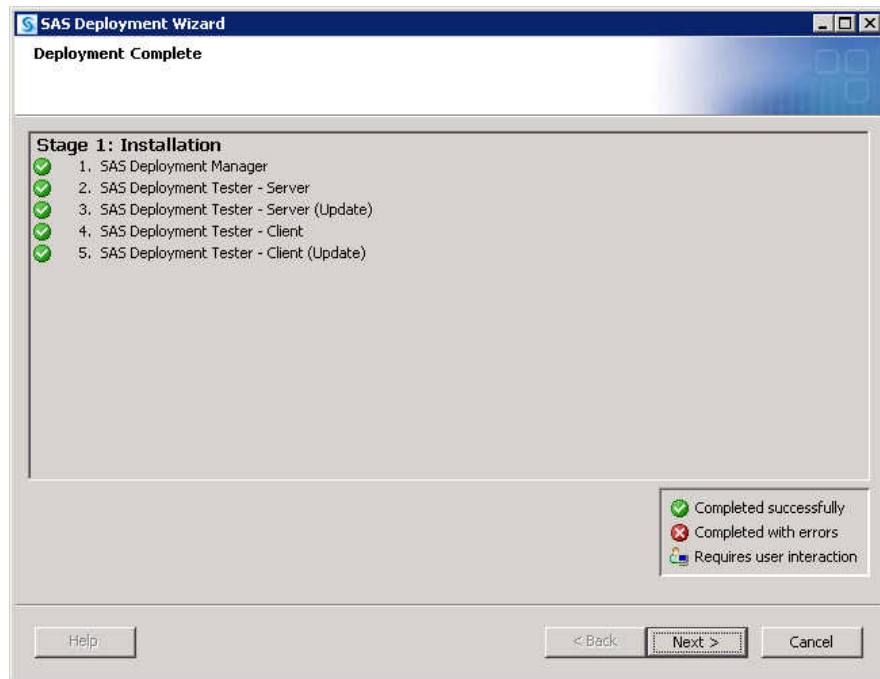 SAS Deployment Wizard
Deployment Complete
Stage 1: Installation
1. SAS Deployment Manager
2. SAS Deployment Tester - Server
3. SAS Deployment Tester - Server (Update)
4. SAS Deployment Tester - Client
5. SAS Deployment Tester - Client (Update)
Completed successfully
Completed with errors
Requires user interaction
Help < Back Next > Cancel